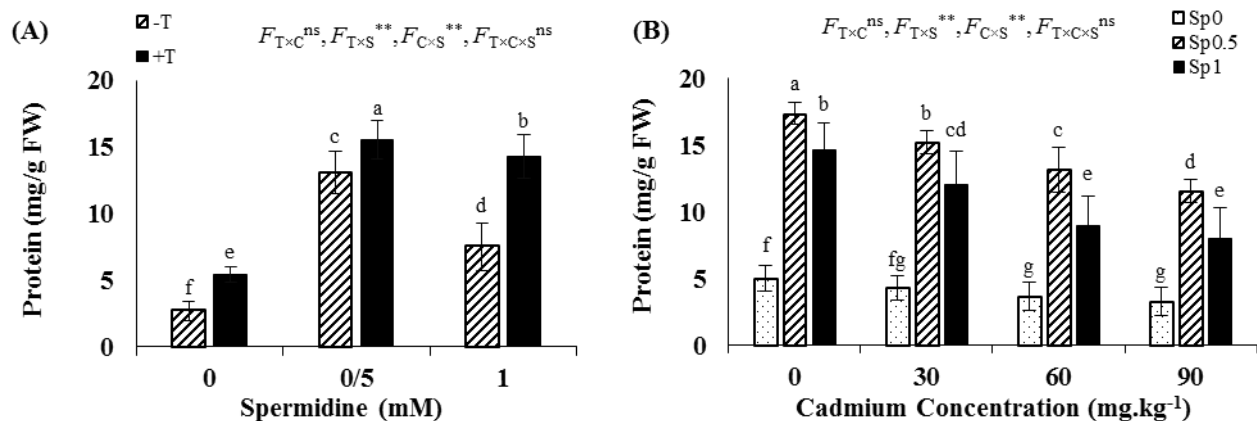 (A)
-T
+T
F_T×C^ns, F_T×S^**, F_C×S^**, F_T×C×S^ns
Protein (mg/g FW)
20
15
10
5
0
f
e
c
a
d
b
0 0/5 1
Spermidine (mM)
(B)
F_T×C^ns, F_T×S^**, F_C×S^**, F_T×C×S^ns
Sp0
Sp0.5
Sp1
Protein (mg/g FW)
20
15
10
5
0
f
a
b
fg
b
cd
g
c
e
g
d
e
0 30 60 90
Cadmium Concentration (mg.kg⁻¹)